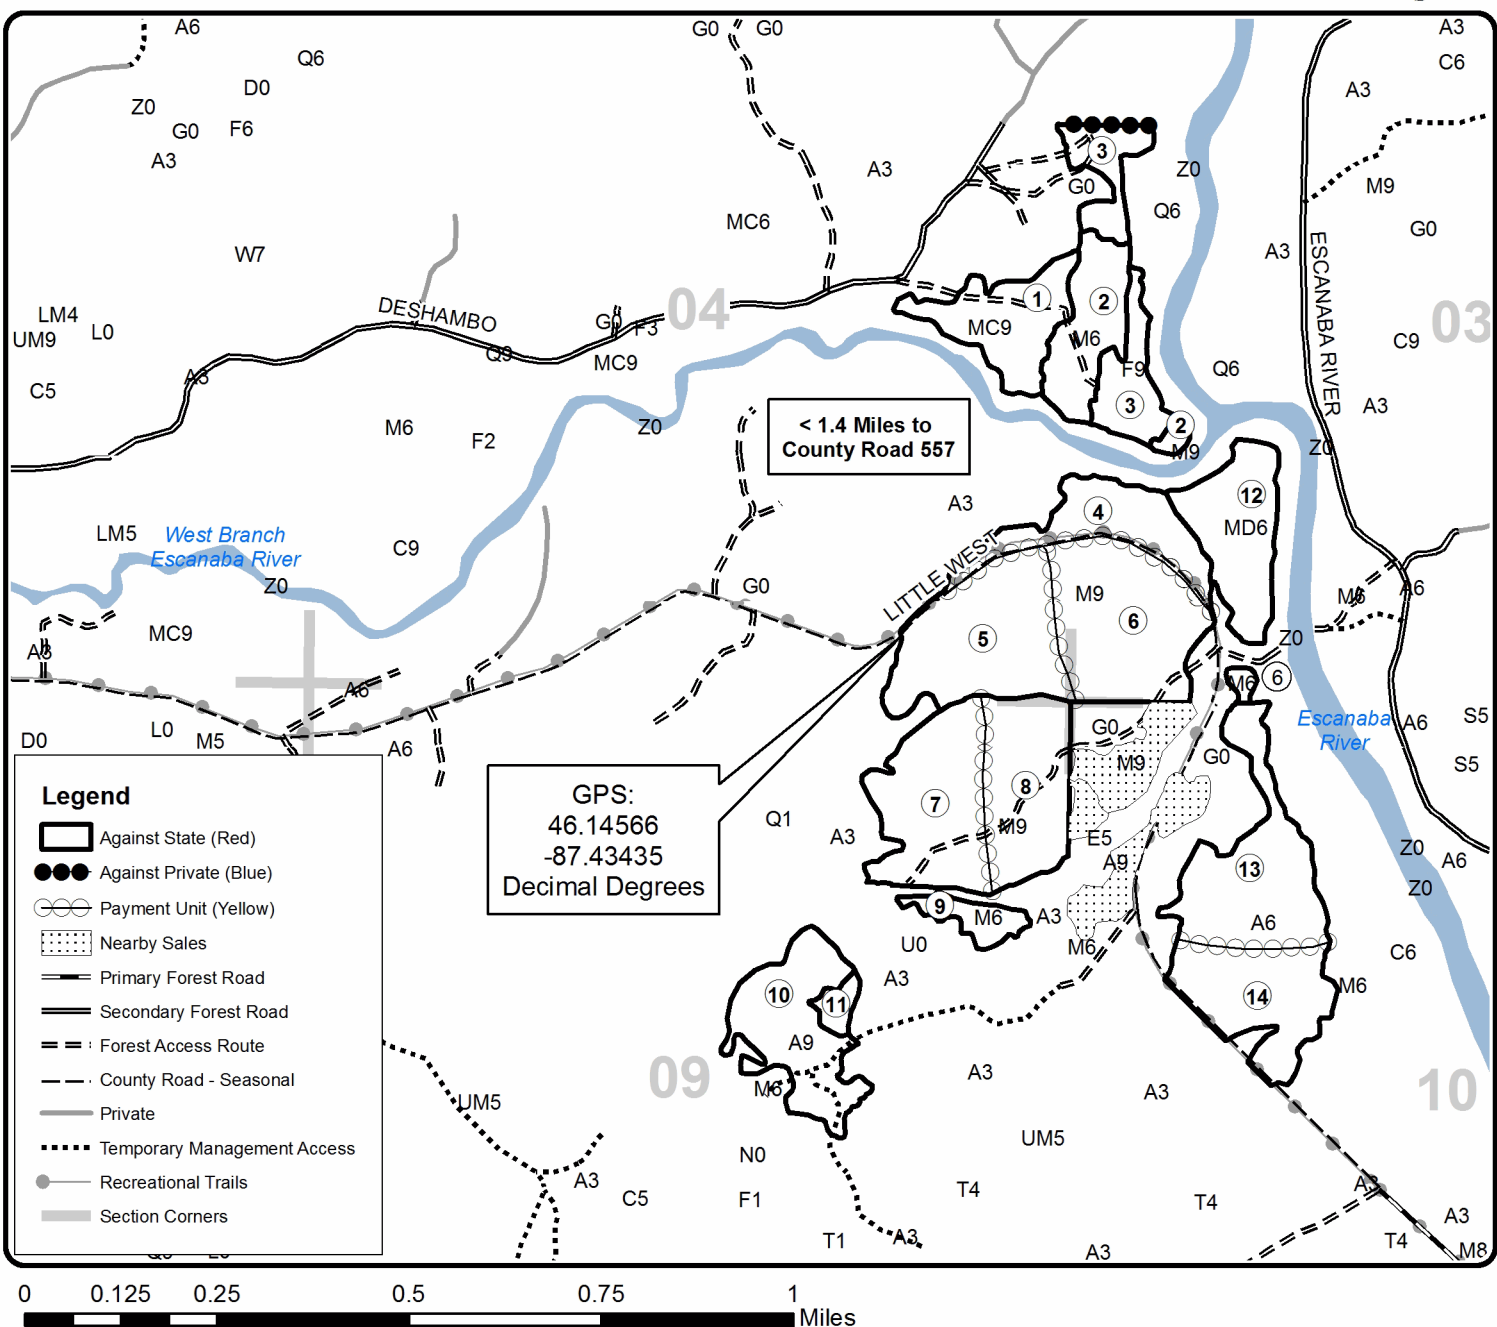 A6
G0
G0
A3
Q6
C6
D0
A3
Z0
G0
F6
3
A3
A3
Z0
G0
M9
MC6
Q6
G0
W7
A3
ESCANABA RIVER
04
1
2
03
DESHAMBO
LM4
G0
F3
UM9
L0
MC9
M6
C9
Q9
MC9
F9
Q6
A3
C5
3
A3
M6
F2
Z0
< 1.4 Miles to
County Road 557
2
M9
Z0
A3
12
4
MD6
LM5
West Branch
Escanaba River
C9
LITTLE WEST
Z0
G0
M9
M6
A6
MC9
5
6
Z0
A3
M6
6
A6
D0
L0
M5
A6
G0
Escanaba
River
A6
S5
G0
M9
S5
GPS:
46.14566
-87.43435
Decimal Degrees
7
8
Q1
A3
M9
E5
Z0
A6
A9
13
Z0
9
M6
A3
A6
U0
M6
C6
A3
M6
10
11
14
A9
09
M6
A3
A3
10
UM5
UM5
N0
A3
C5
F1
T4
T4
A3
A3
T1
A3
A3
T4
M8
Legend
Against State (Red)
Against Private (Blue)
Payment Unit (Yellow)
Nearby Sales
Primary Forest Road
Secondary Forest Road
Forest Access Route
County Road - Seasonal
Private
Temporary Management Access
Recreational Trails
Section Corners
0 0.125 0.25 0.5 0.75 1
Miles